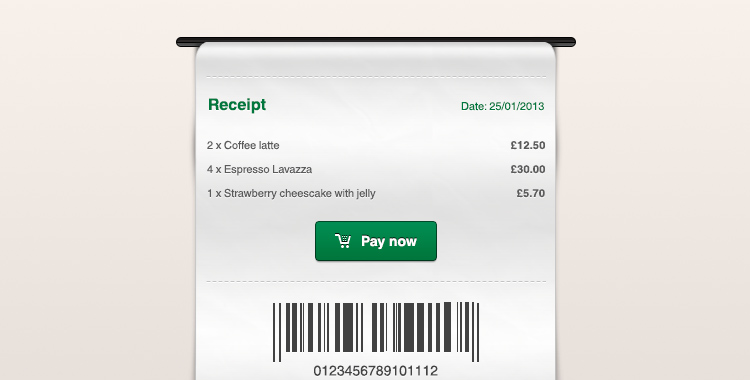 Receipt Date: 25/01/2013
2 x Coffee latte £12.50
4 x Espresso Lavazza £30.00
1 x Strawberry cheescake with jelly £5.70
Pay now
0123456789101112